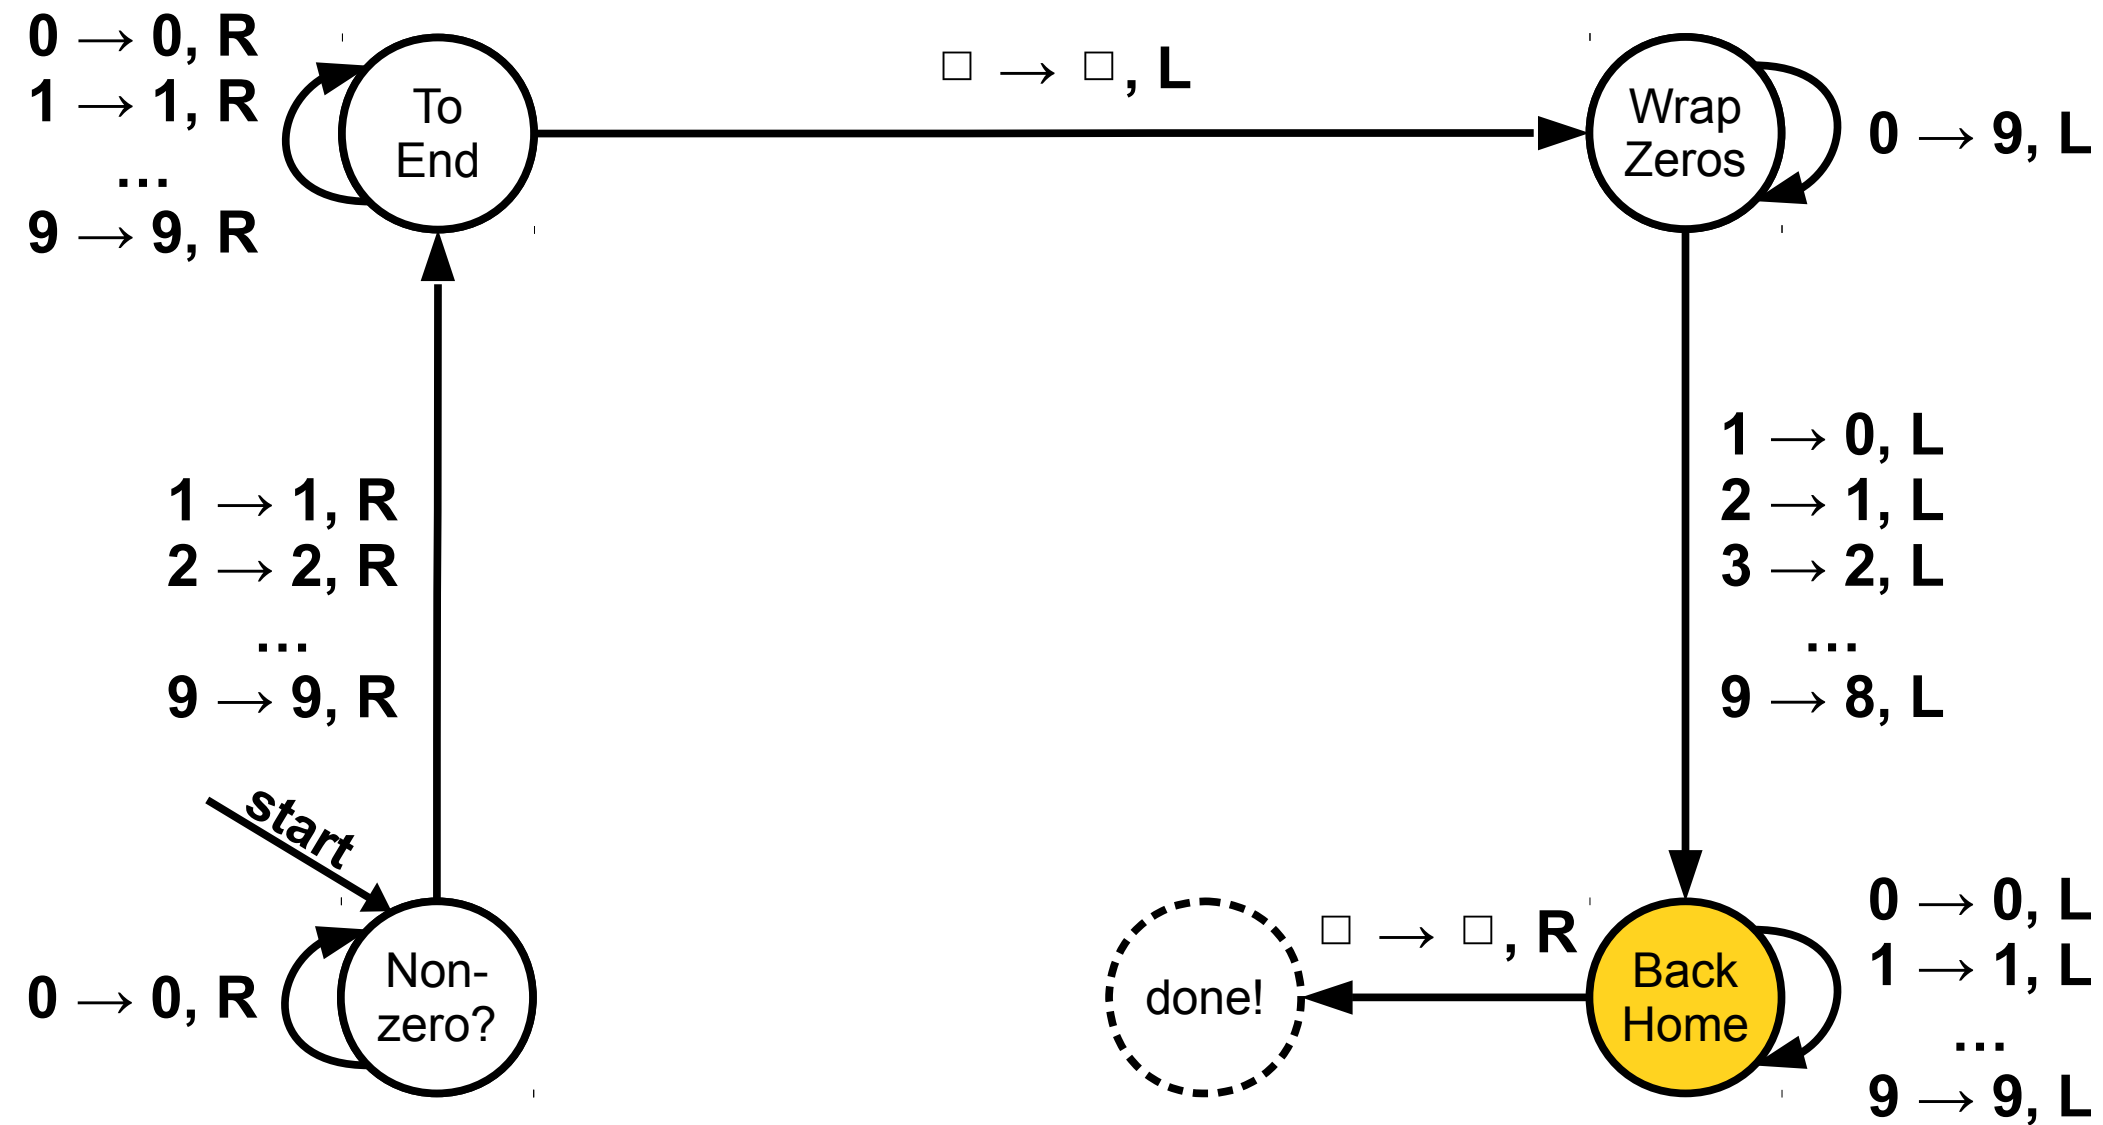 0 → 0, R
1 → 1, R
...
9 → 9, R
To
End
□ → □, L
Wrap
Zeros
0 → 9, L
1 → 1, R
2 → 2, R
...
9 → 9, R
1 → 0, L
2 → 1, L
3 → 2, L
...
9 → 8, L
start
0 → 0, R
Non-
zero?
done!
□ → □, R
Back
Home
0 → 0, L
1 → 1, L
...
9 → 9, L